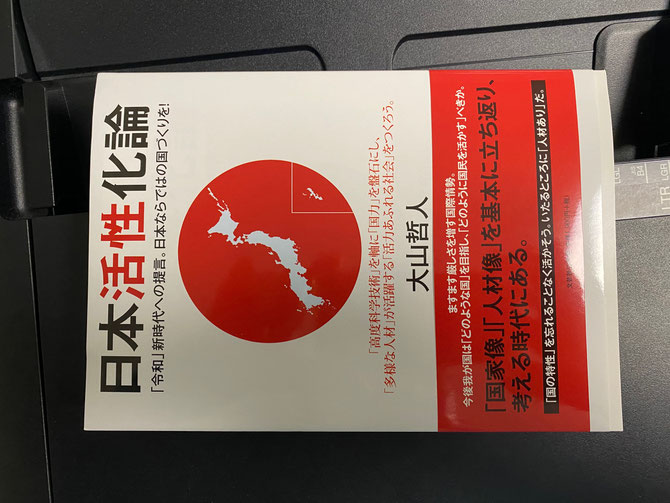 日本活性化論
「令和」新時代への提言。日本ならではの国づくりを!
「高度科学技術」を軸に「国力」を盤石にし、
「多様な人材」が活躍する「活力あふれる社会」をつくろう。
大山哲人
ますます厳しさを増す国際情勢。
今後我が国は「どのような国」を目指し、「どのように国民を活かす」べきか。
「国家像」「人材像」を基本に立ち返り、
考える時代にある。
「国の特性」を忘れることなく活かそう、いたるところに「人材あり」だ。
LTR